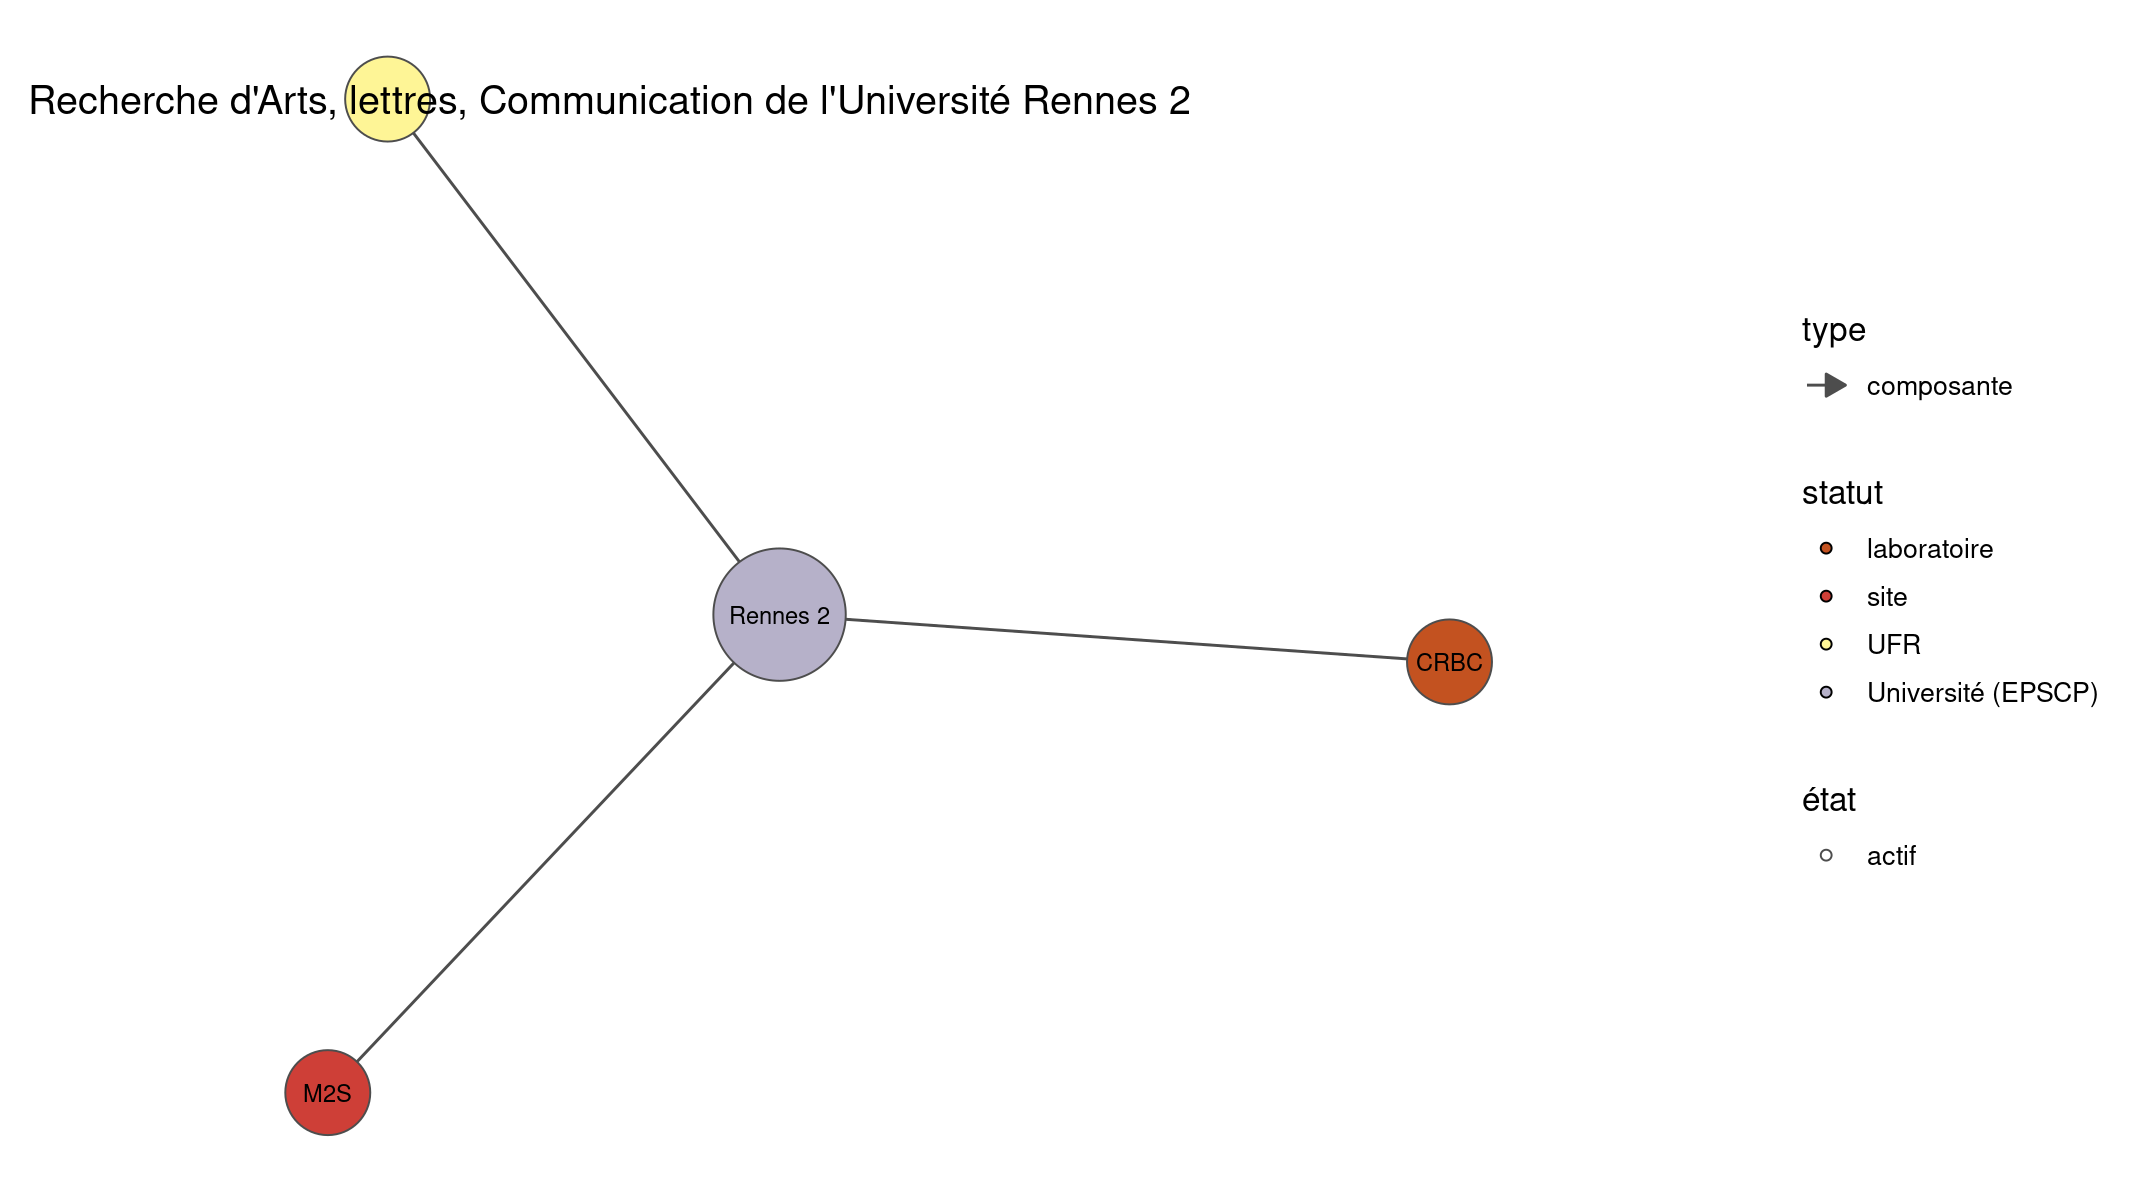 Recherche d'Arts, lettres, Communication de l'Université Rennes 2
Rennes 2
CRBC
M2S
type
composante
statut
laboratoire
site
UFR
Université (EPSCP)
état
actif